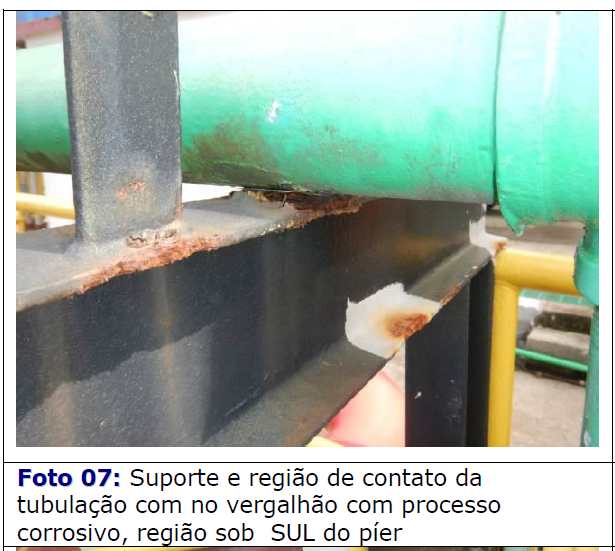 Foto 07: Suporte e região de contato da
tubulação com no vergalhão com processo
corrosivo, região sob  SUL do píer